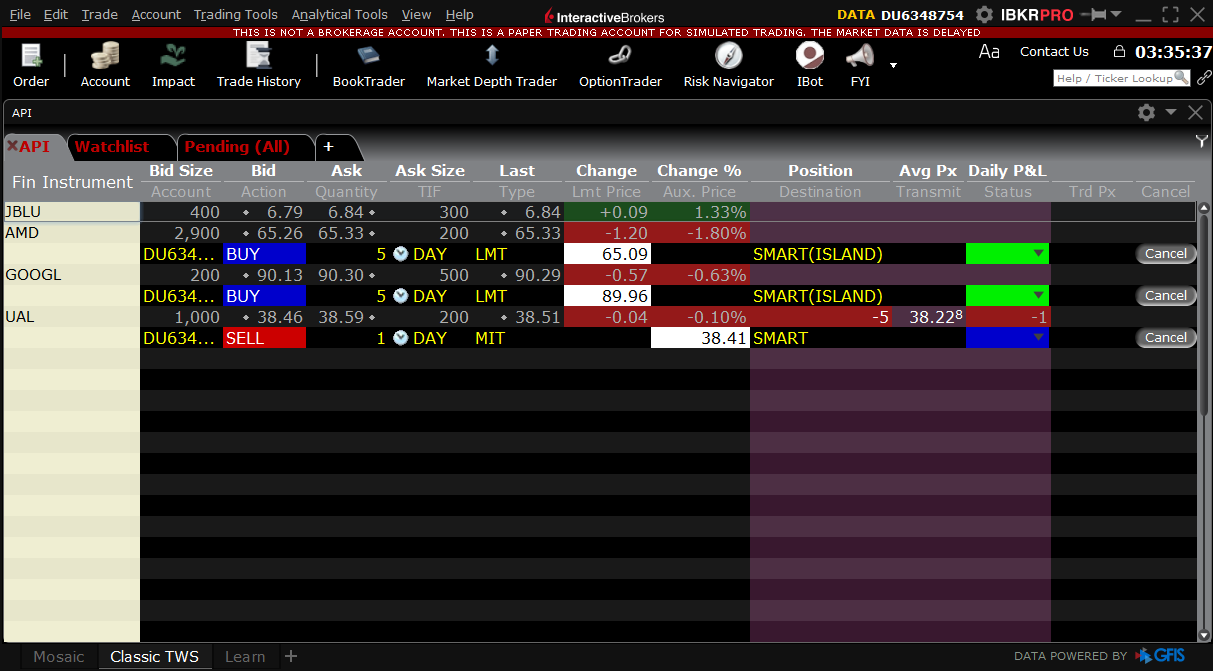 File Edit Trade Account Trading Tools Analytical Tools View Help InteractiveBrokers DATA DU6348754 IBKRPRO
THIS IS NOT A BROKERAGE ACCOUNT. THIS IS A PAPER TRADING ACCOUNT FOR SIMULATED TRADING. THE MARKET DATA IS DELAYED
Order Account Impact Trade History BookTrader Market Depth Trader OptionTrader Risk Navigator IBot FYI Aa Contact Us 03:35:37
Help / Ticker Lookup
API
API Watchlist Pending (All) +
Fin Instrument Bid Size Bid Ask Ask Size Last Change Change % Position Avg Px Daily P&L
Account Action Quantity TIF Type Lmt Price Aux. Price Destination Transmit Status Trd Px Cancel
JBLU 400 6.79 6.84 300 6.84 +0.09 1.33%
AMD 2,900 65.26 65.33 200 65.33 -1.20 -1.80%
DU634... BUY 5 DAY LMT 65.09 SMART(ISLAND) Cancel
GOOGL 200 90.13 90.30 500 90.29 -0.57 -0.63%
DU634... BUY 5 DAY LMT 89.96 SMART(ISLAND) Cancel
UAL 1,000 38.46 38.59 200 38.51 -0.04 -0.10% -5 38.22⁸ -1
DU634... SELL 1 DAY MIT 38.41 SMART Cancel
Mosaic Classic TWS Learn + DATA POWERED BY GFIS